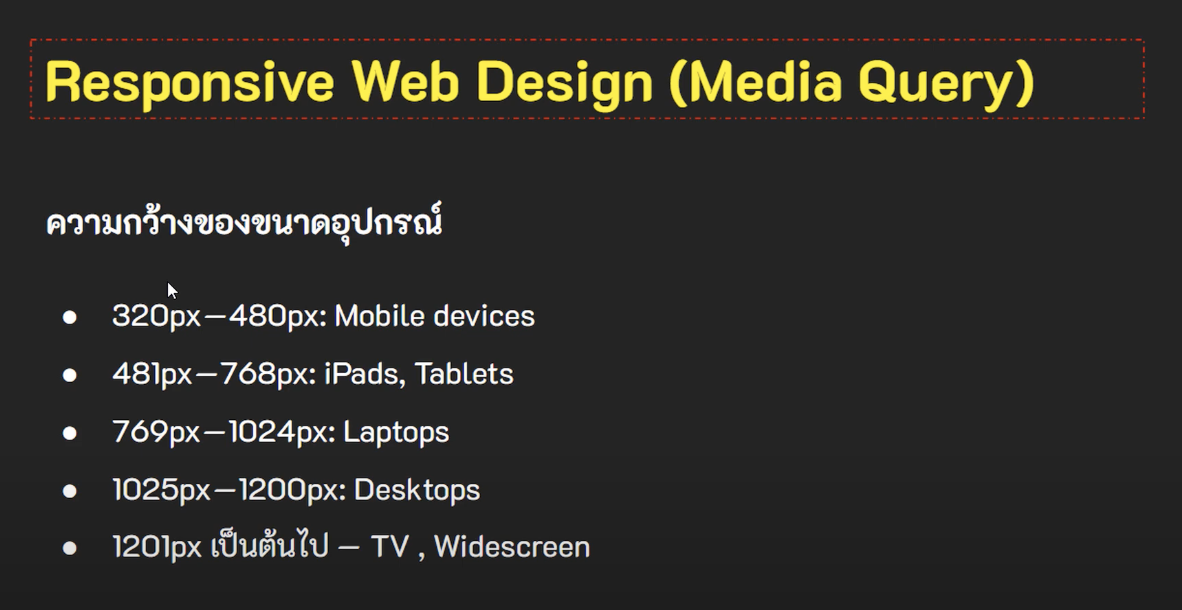 Responsive Web Design (Media Query)
ความกว้างของขนาดอุปกรณ์
● 320px—480px: Mobile devices
● 481px—768px: iPads, Tablets
● 769px—1024px: Laptops
● 1025px—1200px: Desktops
● 1201px เป็นต้นไป — TV , Widescreen